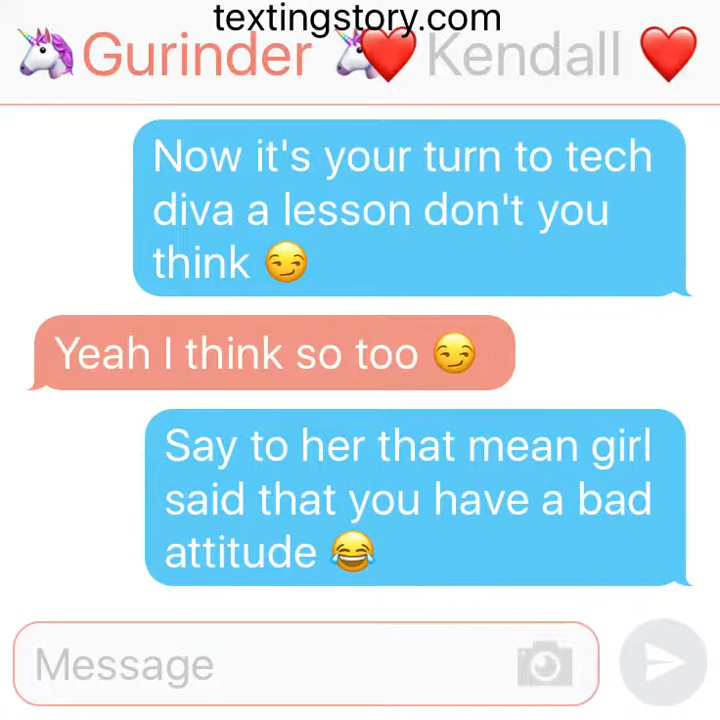 textingstory.com
🦄Gurinder 🦄❤️Kendall ❤️
Now it's your turn to tech
diva a lesson don't you
think 😏
Yeah I think so too 😏
Say to her that mean girl
said that you have a bad
attitude 😂
Message